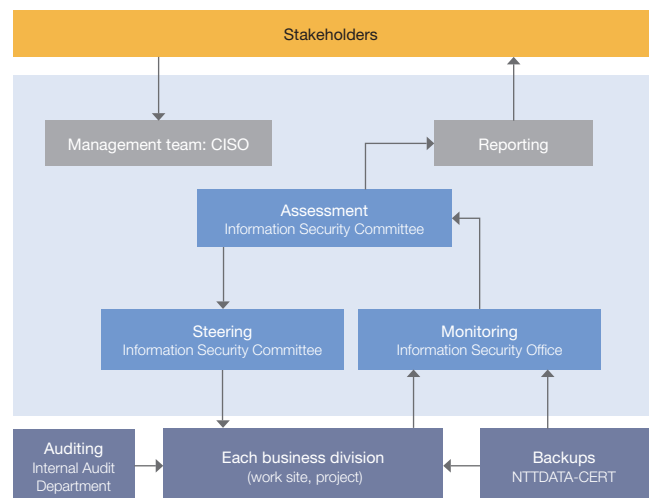 Stakeholders
Management team: CISO
Reporting
Assessment
Information Security Committee
Steering
Information Security Committee
Monitoring
Information Security Office
Auditing
Internal Audit
Department
Each business division
(work site, project)
Backups
NTTDATA-CERT